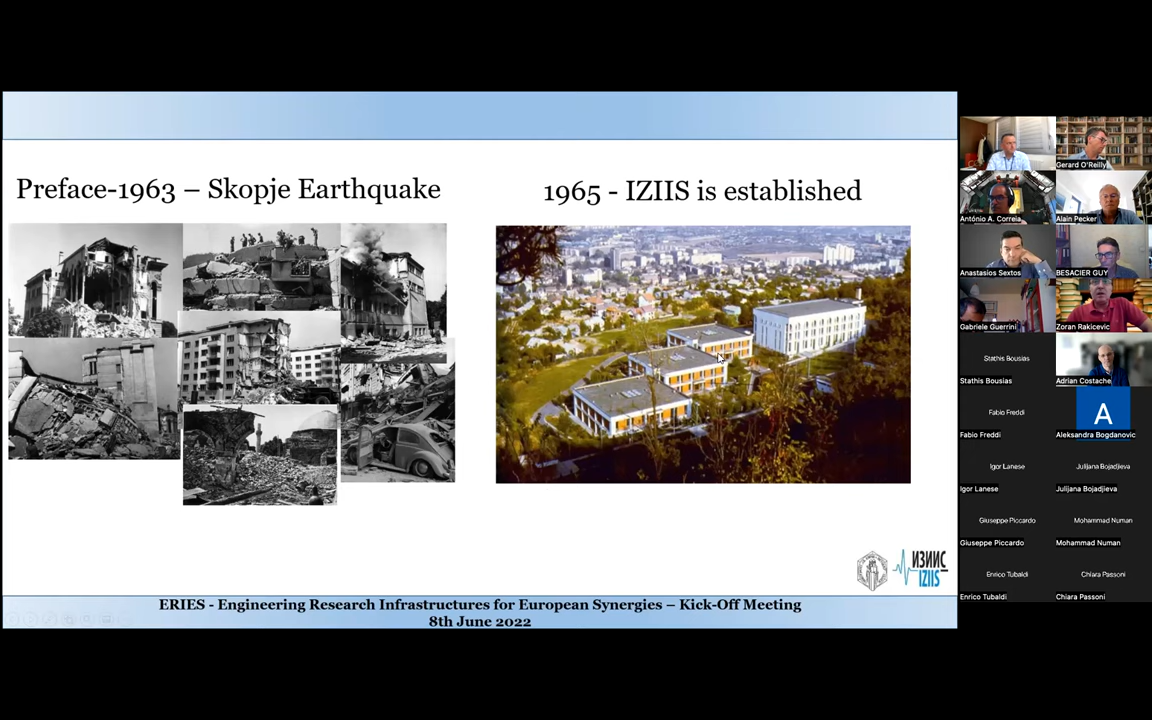 Preface-1963 – Skopje Earthquake
1965 - IZIIS is established
ИЗИИС
IZIIS
ERIES - Engineering Research Infrastructures for European Synergies – Kick-Off Meeting
8th June 2022
Gerard O'Reilly
António A. Correia
Alain Pecker
Anastasios Sextos
BESACIER GUY
Gabriele Guerrini
Zoran Rakicevic
Stathis Bousias
Stathis Bousias
Adrian Costache
Fabio Freddi
A
Fabio Freddi
Aleksandra Bogdanovic
Igor Lanese
Julijana Bojadjieva
Igor Lanese
Julijana Bojadjieva
Giuseppe Piccardo
Mohammad Numan
Giuseppe Piccardo
Mohammad Numan
Enrico Tubaldi
Chiara Passoni
Enrico Tubaldi
Chiara Passoni